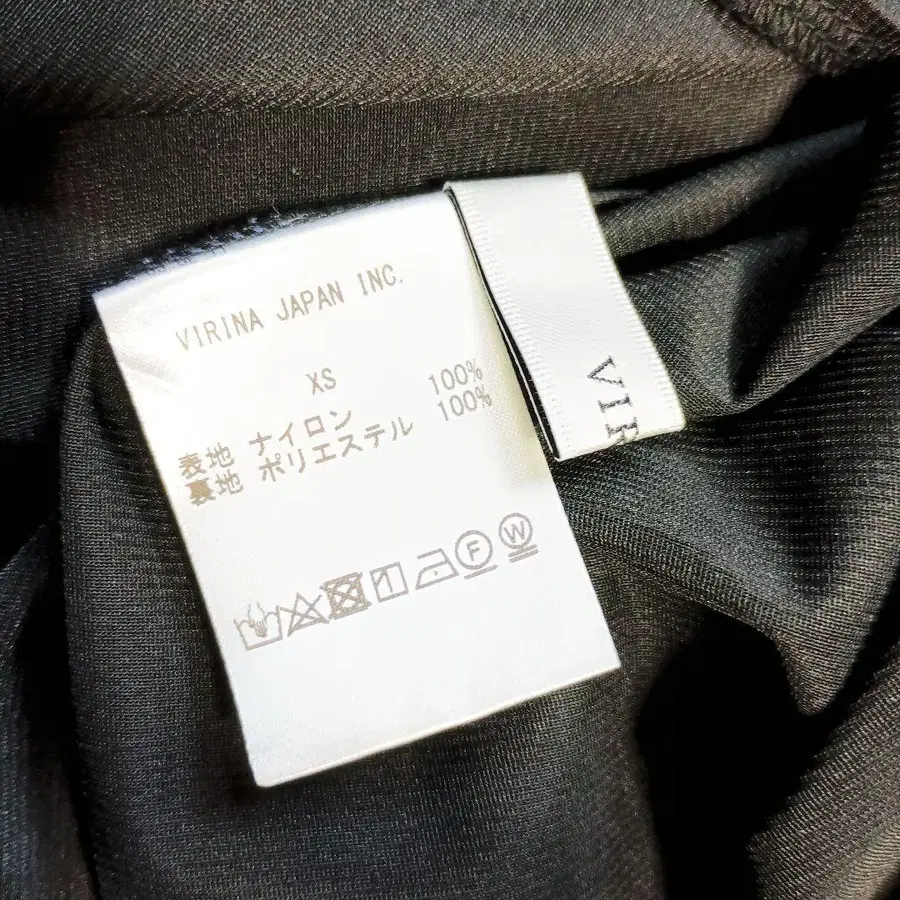 VIRINA JAPAN INC.
XS
表地 ナイロン 100%
裏地 ポリエステル 100%
F W
VIR